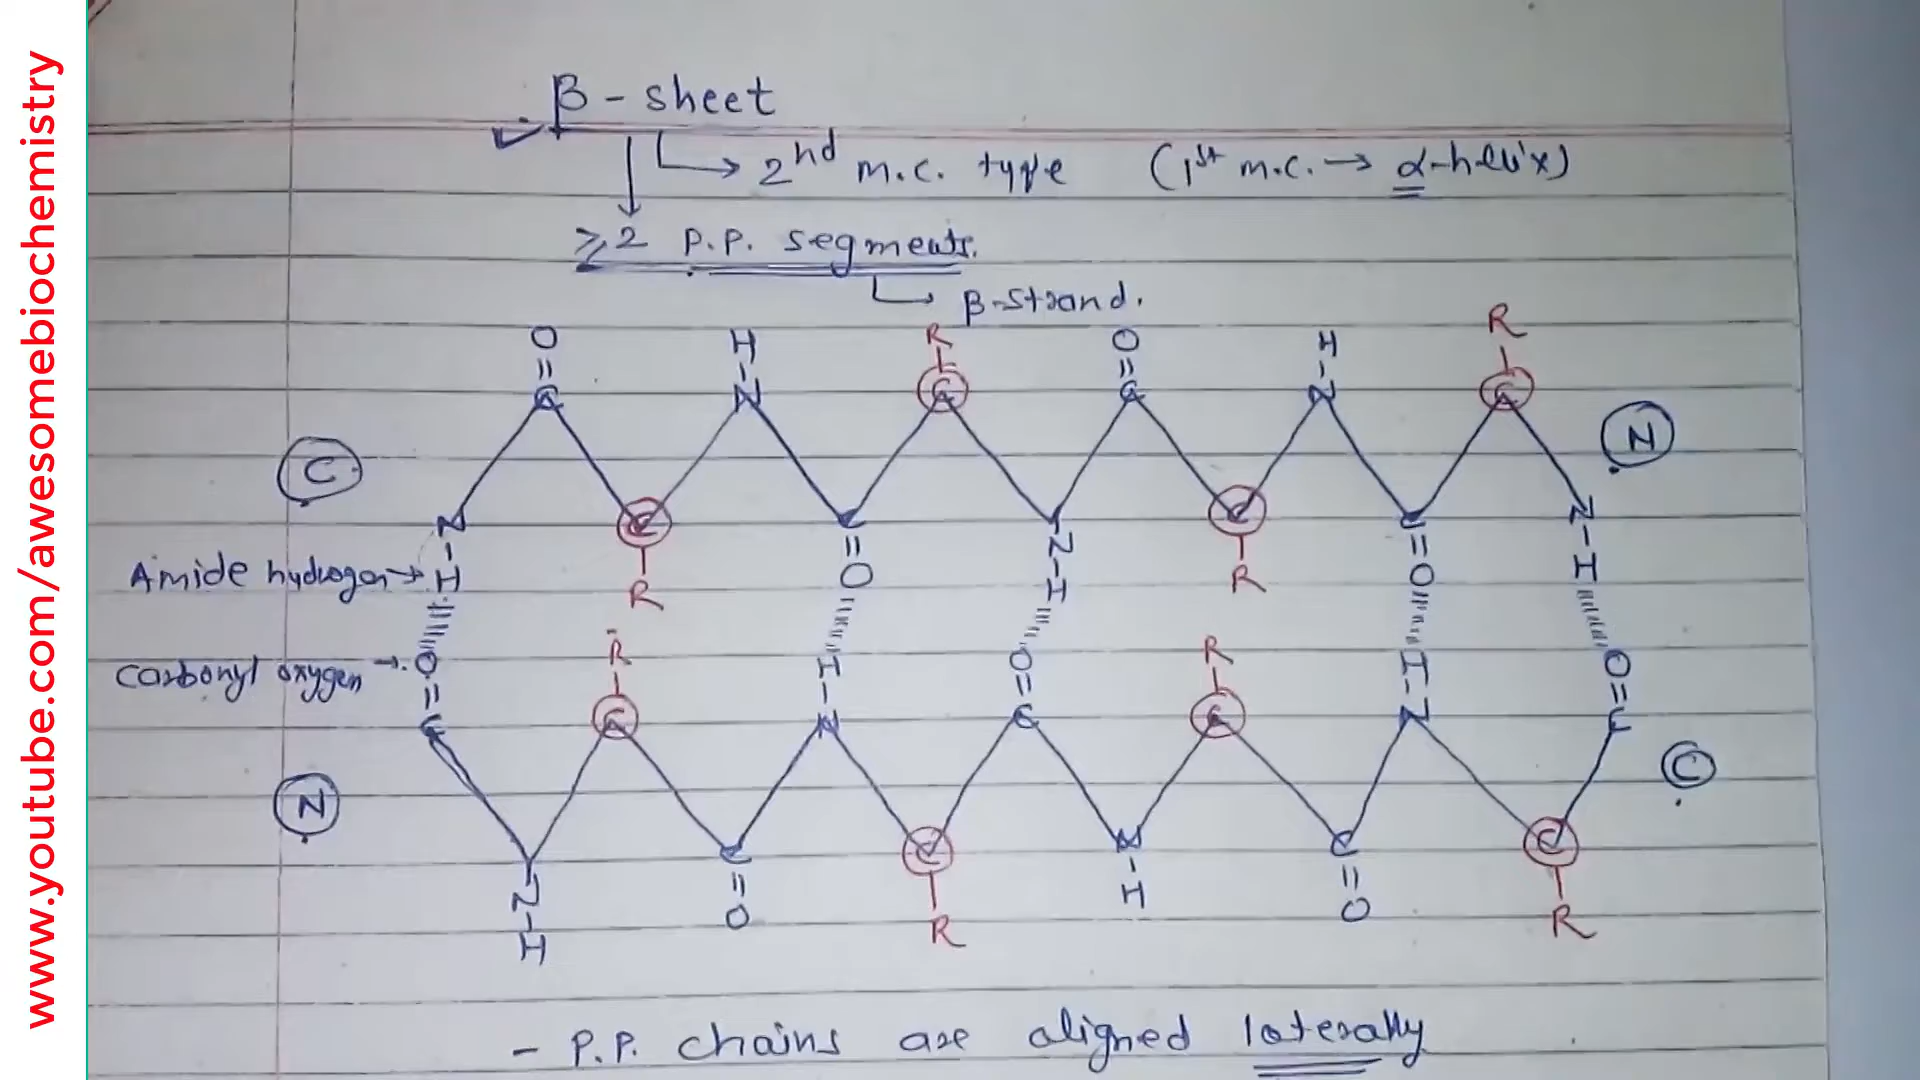 www.youtube.com/awesomebiochemistry
β - sheet
2nd m.c. type (1st m.c. → α-helix)
≥2 P.P. segments.
β-strand.
O H R O H R
C N C C N C
C N
N C C N C C N
H R O H R O H
Amide hydrogen →
Carbonyl oxygen →
O R H O R H O
C C N C C N C
N C
N C C N C C
H O R H O R
- P.P. chains are aligned laterally